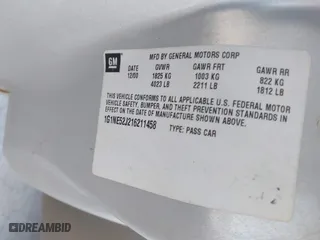 GM
MFD BY GENERAL MOTORS CORP
DATE GVWR GAWR FRT GAWR RR
12/00 1825 KG 1003 KG 822 KG
4023 LB 2211 LB 1812 LB
THIS VEHICLE CONFORMS TO ALL APPLICABLE U.S. FEDERAL MOTOR
VEHICLE SAFETY, BUMPER, AND THEFT PREVENTION STANDARDS IN
EFFECT ON THE DATE OF MANUFACTURE SHOWN ABOVE.
1G1NE52J216211458
TYPE: PASS CAR
DREAMBID